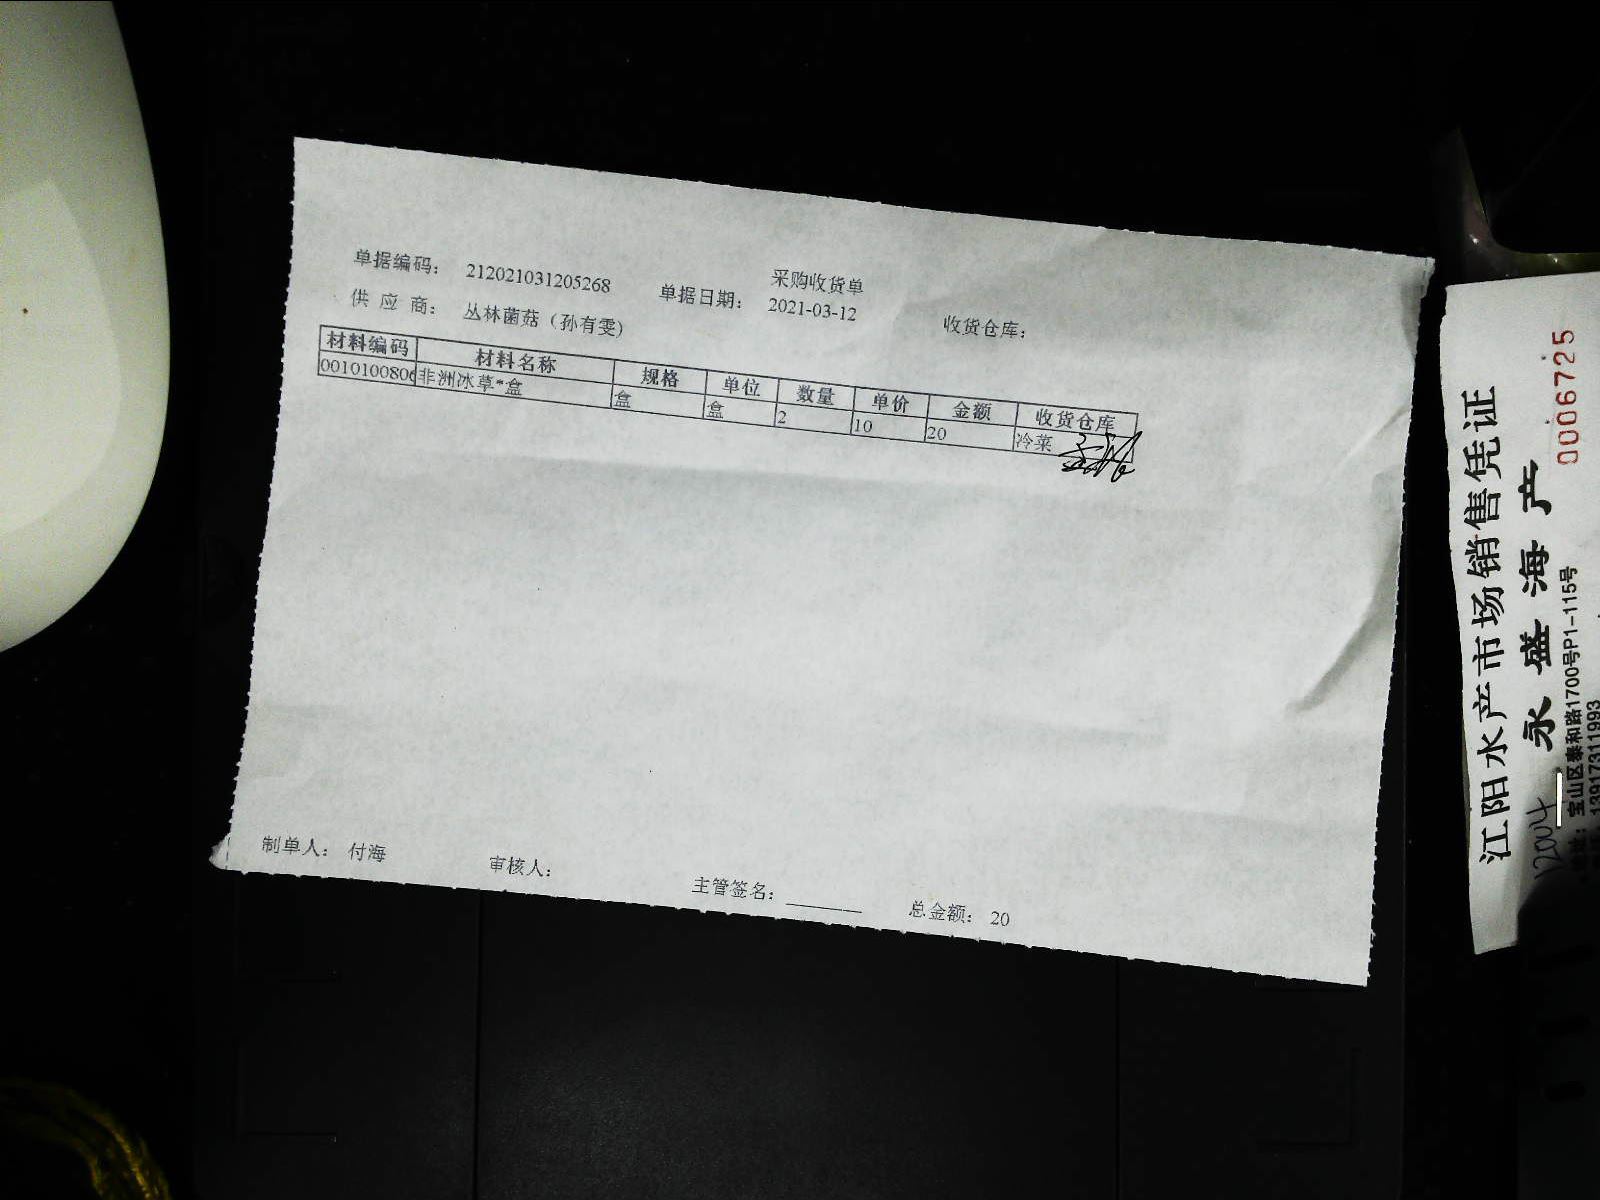 采购收货单
单据编码： 212021031205268 单据日期： 2021-03-12 收货仓库：
供 应 商： 丛林菌菇（孙有雯）
材料编码 材料名称 规格 单位 数量 单价 金额 收货仓库
0010100806 非洲冰草*盒 盒 盒 2 10 20 冷菜
制单人： 付海 审核人： 主管签名： ________ 总金额： 20
江阳水产市场销售凭证
0006725
永盛海产
宝山区泰和路1700号P1-115号
13917311993